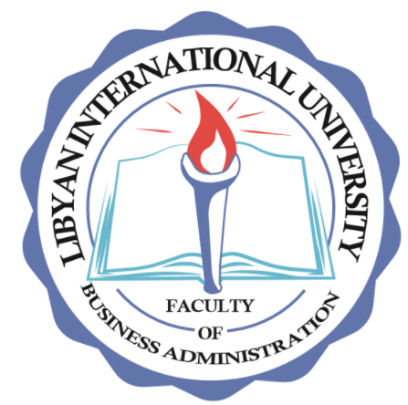 LIBYAN INTERNATIONAL UNIVERSITY
FACULTY
OF
BUSINESS ADMINISTRATION